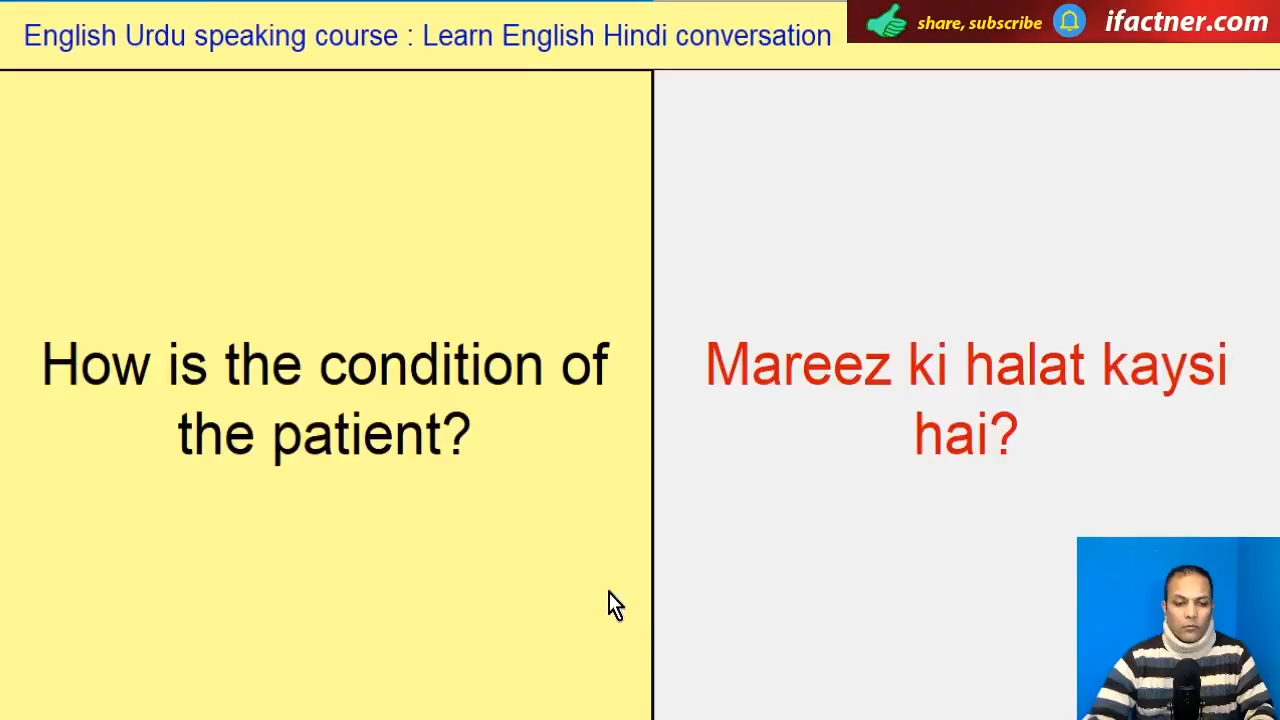 English Urdu speaking course : Learn English Hindi conversation
share, subscribe
ifactner.com
How is the condition of
the patient?
Mareez ki halat kaysi
hai?